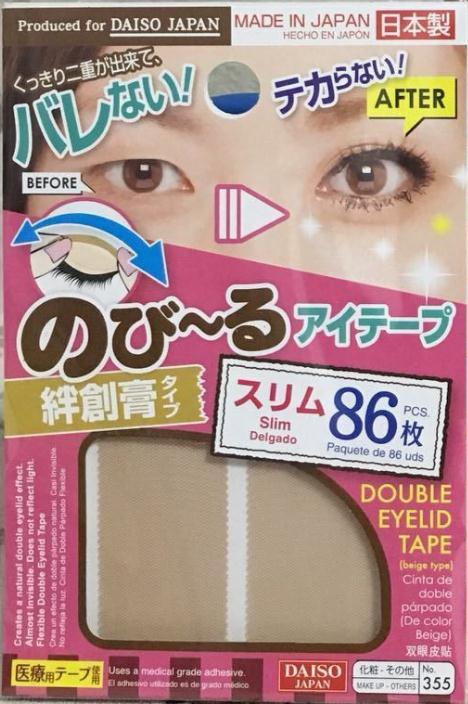 Produced for DAISO JAPAN
MADE IN JAPAN
HECHO EN JAPÓN
日本製
くっきり二重が出来て、
バレない!
テカらない!
AFTER
BEFORE
のび〜る アイテープ
絆創膏タイプ
スリム
Slim
Delgado
86 PCS.
枚
Paquete de 86 uds
DOUBLE
EYELID
TAPE
(beige type)
Cinta de
doble
párpado
(De color
Beige)
双眼皮贴
Creates a natural double eyelid effect.
Almost Invisible. Does not reflect light.
Flexible Double Eyelid Tape
Crea un efecto de doble párpado natural. Casi Invisible
No refleja la luz. Cinta de Doble Párpado Flexible
医療用テープ使用
Uses a medical grade adhesive.
El adhesivo utilizado es de grado médico.
DAISO
JAPAN
化粧・その他
MAKE UP - OTHERS
No.
355